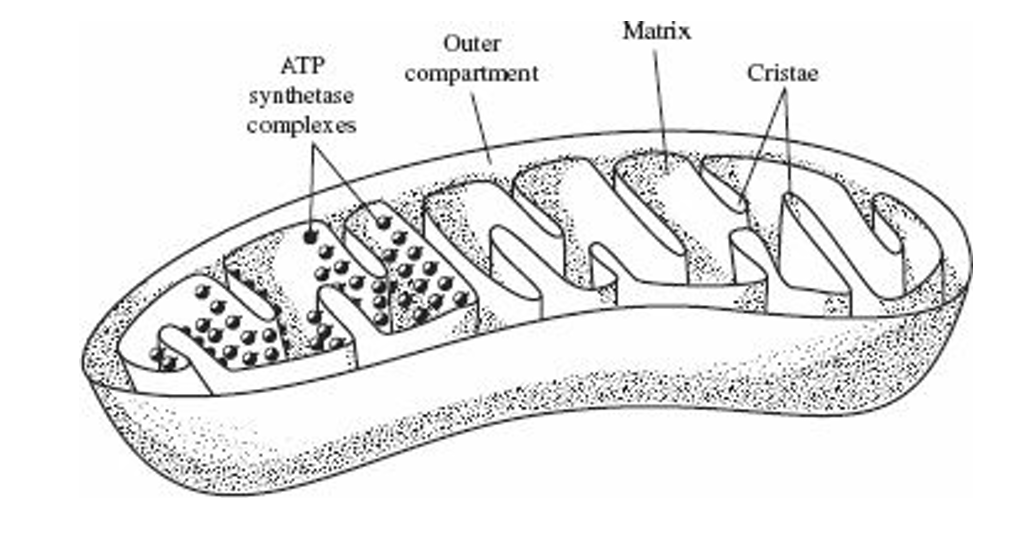 ATP
synthetase
complexes
Outer
compartment
Matrix
Cristae